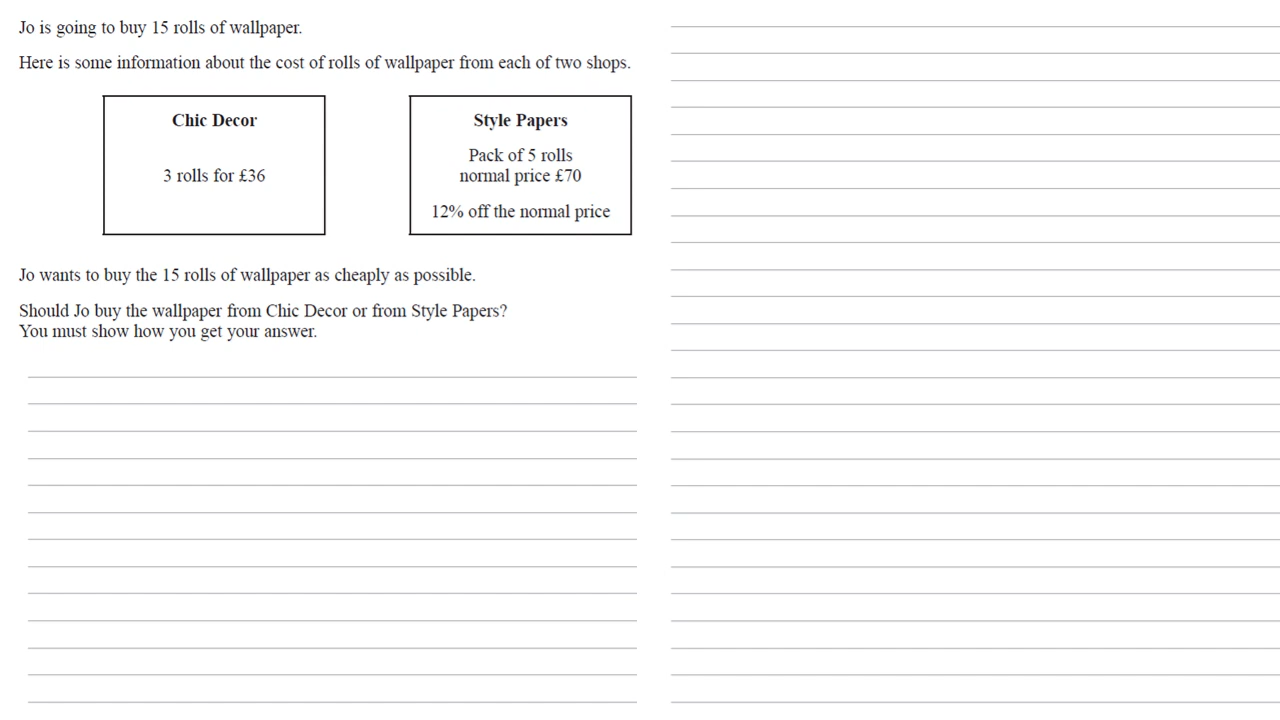 Jo is going to buy 15 rolls of wallpaper.
Here is some information about the cost of rolls of wallpaper from each of two shops.
Chic Decor
3 rolls for £36
Style Papers
Pack of 5 rolls
normal price £70
12% off the normal price
Jo wants to buy the 15 rolls of wallpaper as cheaply as possible.
Should Jo buy the wallpaper from Chic Decor or from Style Papers?
You must show how you get your answer.